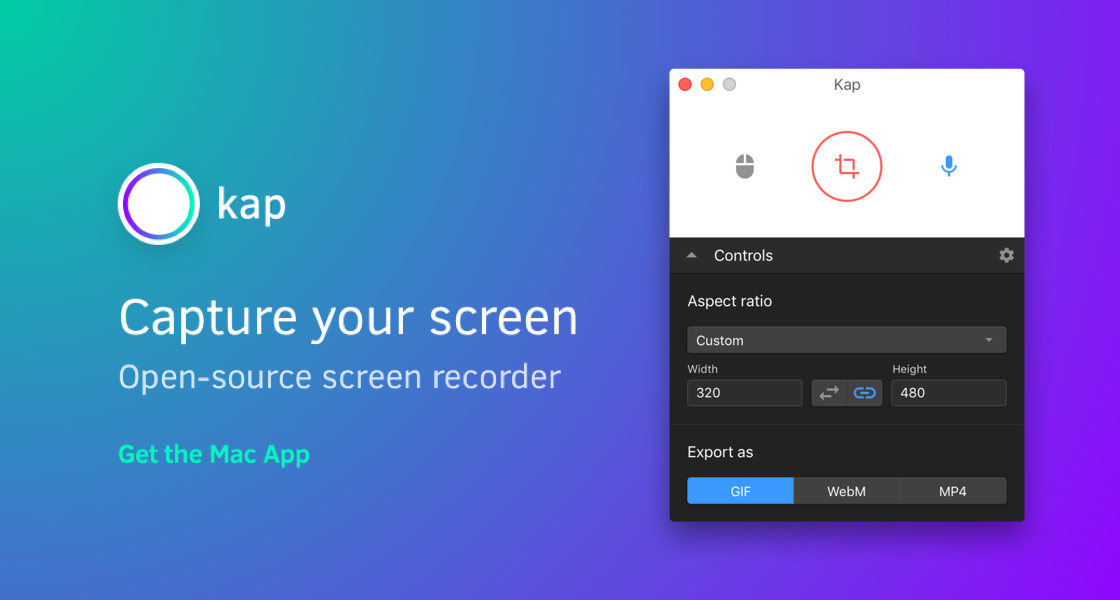 kap
Capture your screen
Open-source screen recorder
Get the Mac App
Kap
Controls
Aspect ratio
Custom
Width
Height
320
480
Export as
GIF
WebM
MP4